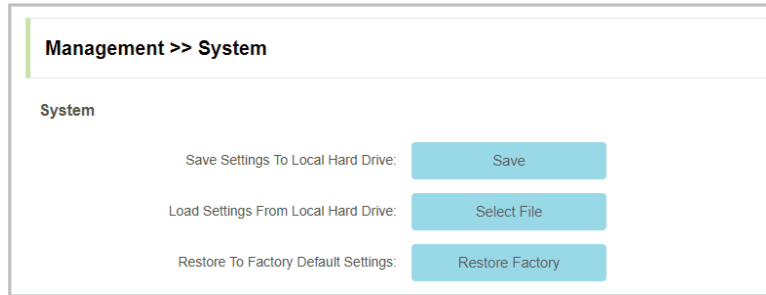 Management >> System
System
Save Settings To Local Hard Drive: Save
Load Settings From Local Hard Drive: Select File
Restore To Factory Default Settings: Restore Factory